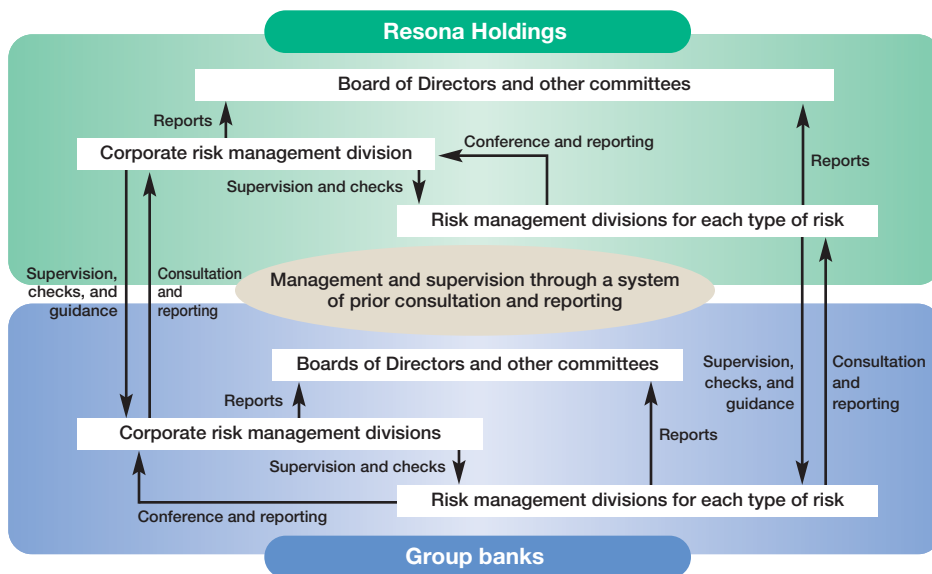 Resona Holdings
Board of Directors and other committees
Reports
Corporate risk management division
Conference and reporting
Reports
Supervision and checks
Risk management divisions for each type of risk
Supervision,
checks, and
guidance
Consultation
and
reporting
Management and supervision through a system
of prior consultation and reporting
Boards of Directors and other committees
Supervision,
checks, and
guidance
Consultation
and
reporting
Reports
Corporate risk management divisions
Reports
Supervision and checks
Risk management divisions for each type of risk
Conference and reporting
Group banks